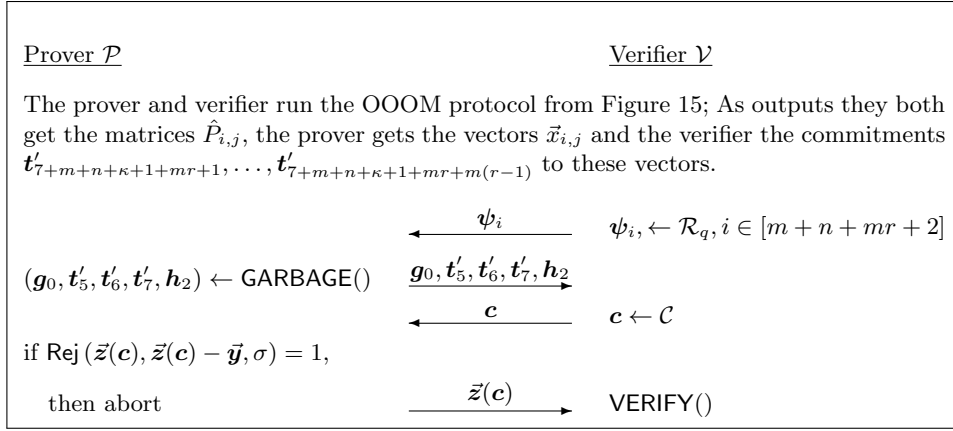 Prover 𝒫 Verifier 𝒱
The prover and verifier run the OOOM protocol from Figure 15; As outputs they both
get the matrices P̂_{i,j}, the prover gets the vectors x⃗_{i,j} and the verifier the commitments
t′_{7+m+n+κ+1+mr+1}, . . . , t′_{7+m+n+κ+1+mr+m(r−1)} to these vectors.
ψ_i ψ_i, ← ℛ_q, i ∈ [m + n + mr + 2]
(g_0, t′_5, t′_6, t′_7, h_2) ← GARBAGE() g_0, t′_5, t′_6, t′_7, h_2
c c ← 𝒞
if Rej (z⃗(c), z⃗(c) − y⃗, σ) = 1,
then abort z⃗(c) VERIFY()